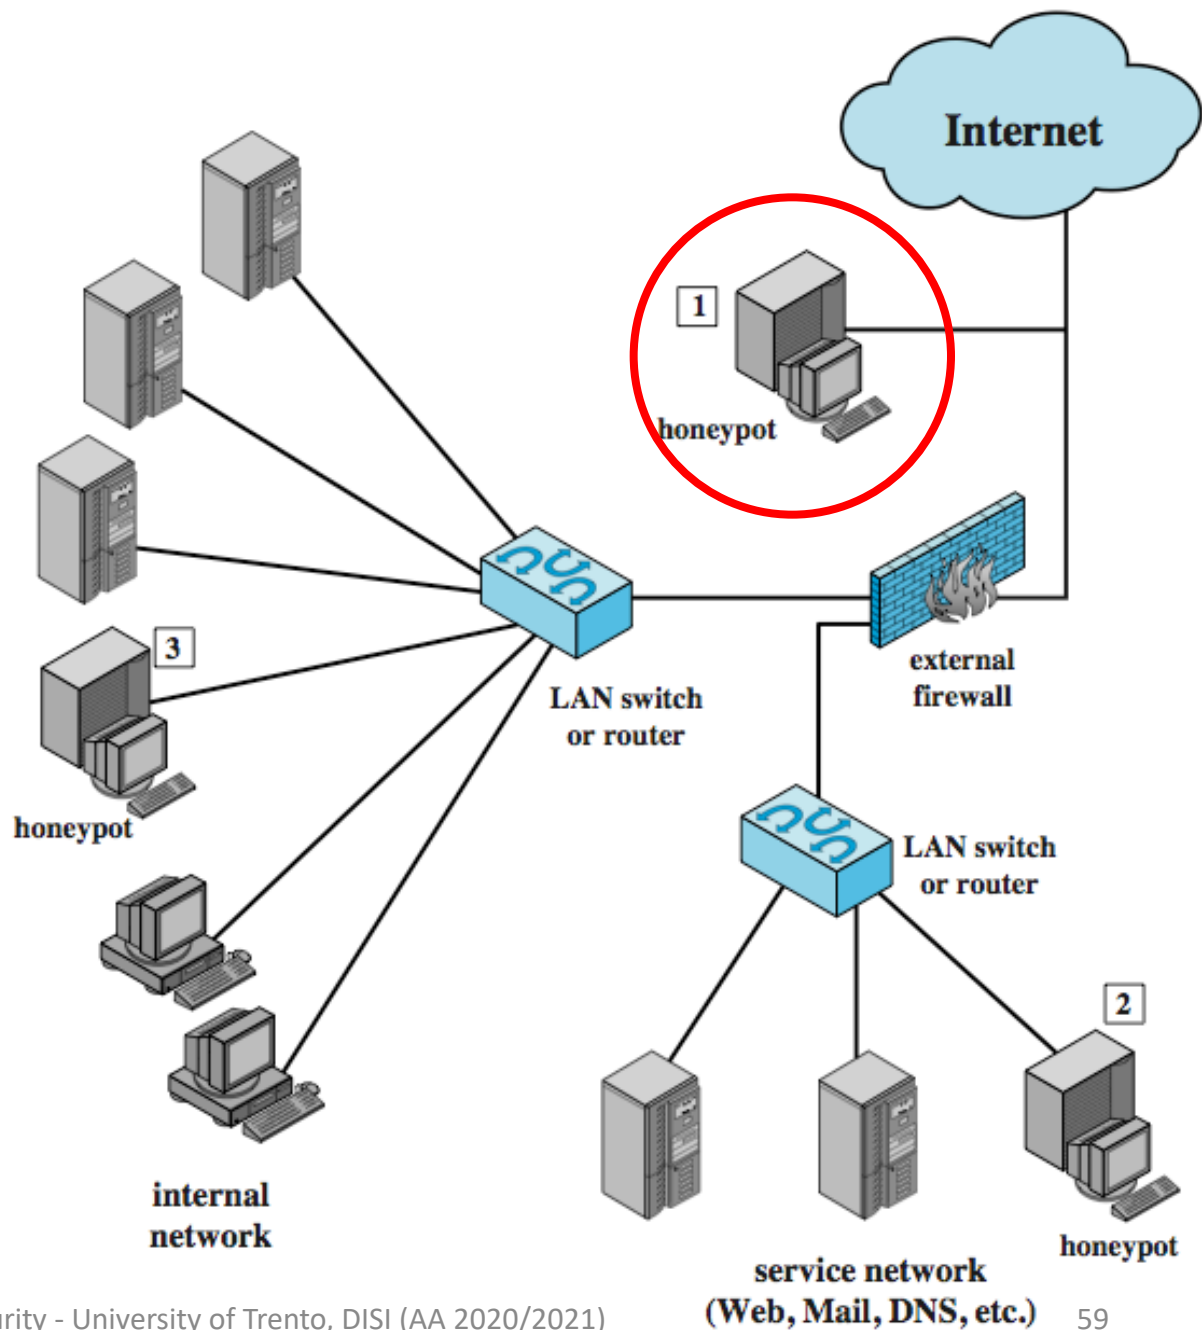 Internet
1
honeypot
3
external
firewall
LAN switch
or router
honeypot
LAN switch
or router
2
internal
network
honeypot
service network
(Web, Mail, DNS, etc.)
urity - University of Trento, DISI (AA 2020/2021)
59